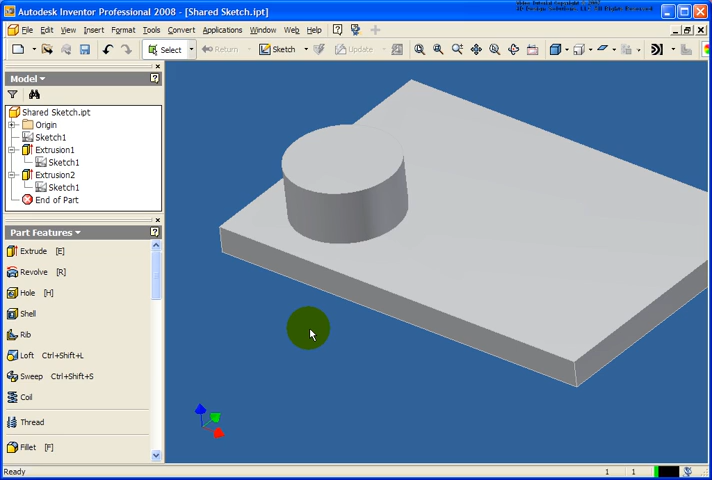 Autodesk Inventor Professional 2008 - [Shared Sketch.ipt]
File Edit View Insert Format Tools Convert Applications Window Web Help
Select Return Sketch Update
Model
Shared Sketch.ipt
Origin
Sketch1
Extrusion1
Sketch1
Extrusion2
Sketch1
End of Part
Part Features
Extrude [E]
Revolve [R]
Hole [H]
Shell
Rib
Loft Ctrl+Shift+L
Sweep Ctrl+Shift+S
Coil
Thread
Fillet [F]
Ready 1 1